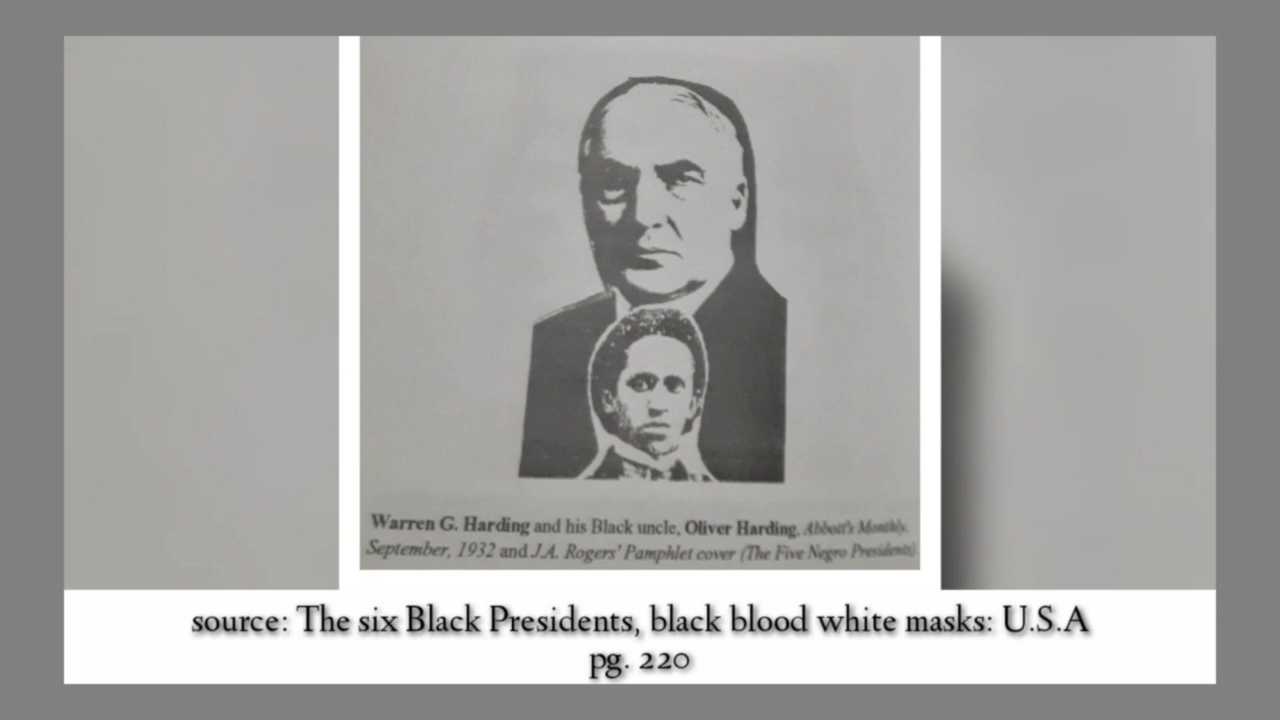 Warren G. Harding and his Black uncle, Oliver Harding, Abbott's Monthly,
September, 1932 and J.A. Rogers' Pamphlet cover (The Five Negro Presidents).
source: The six Black Presidents, black blood white masks: U.S.A
pg. 220